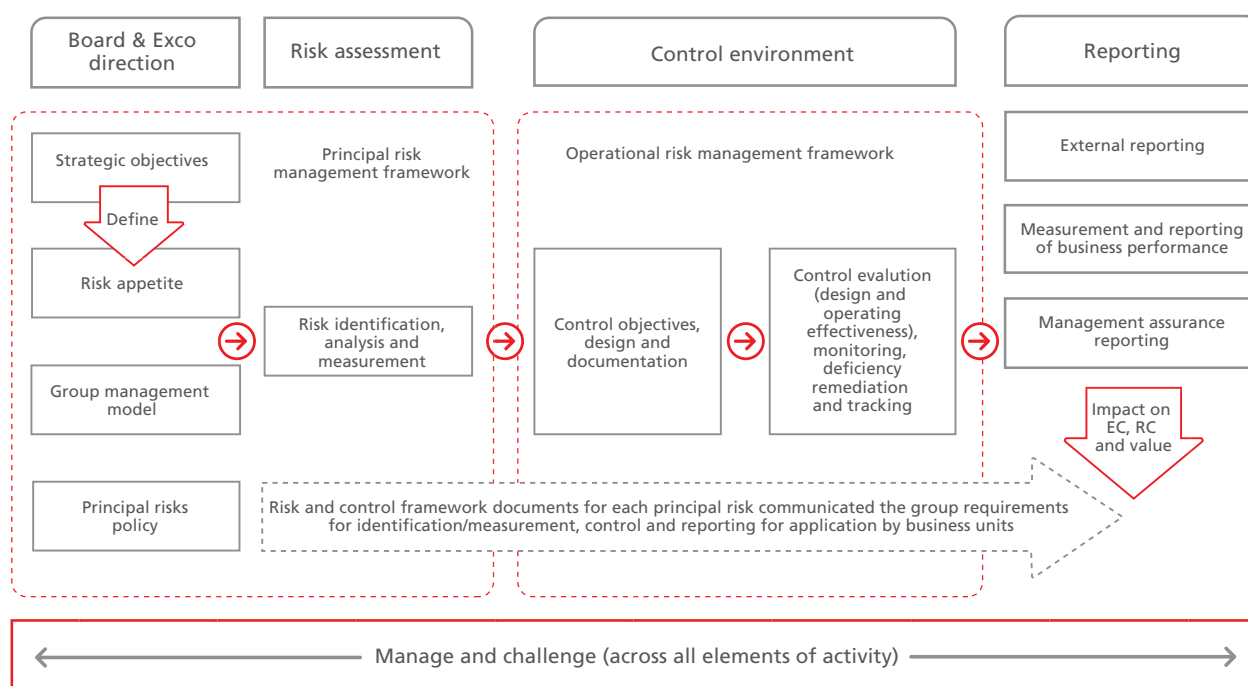 Board & Exco
direction
Risk assessment
Control environment
Reporting
Strategic objectives
Define
Risk appetite
Group management
model
Principal risks
policy
Principal risk
management framework
Risk identification,
analysis and
measurement
Operational risk management framework
Control objectives,
design and
documentation
Control evalution
(design and
operating
effectiveness),
monitoring,
deficiency
remediation
and tracking
External reporting
Measurement and reporting
of business performance
Management assurance
reporting
Impact on
EC, RC
and value
Risk and control framework documents for each principal risk communicated the group requirements
for identification/measurement, control and reporting for application by business units
Manage and challenge (across all elements of activity)